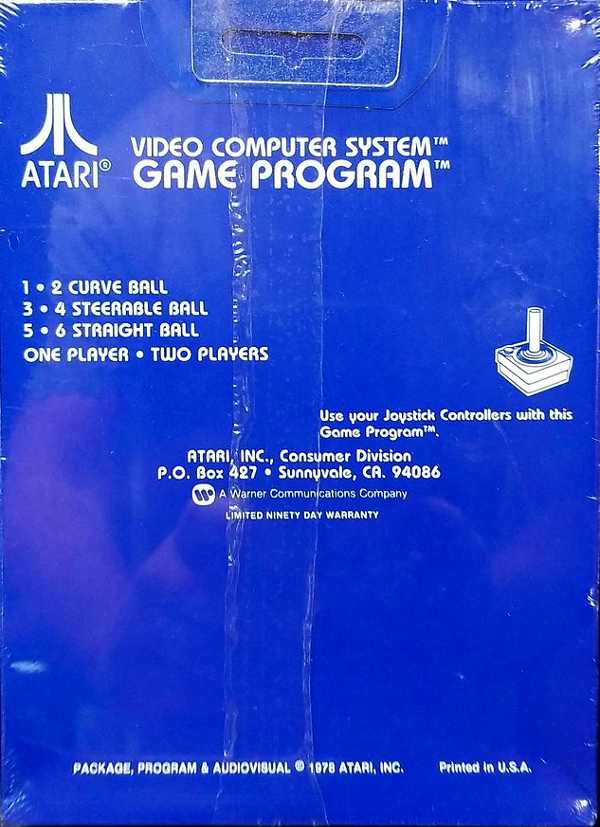 ATARI® VIDEO COMPUTER SYSTEM™
GAME PROGRAM™
1 • 2 CURVE BALL
3 • 4 STEERABLE BALL
5 • 6 STRAIGHT BALL
ONE PLAYER • TWO PLAYERS
Use your Joystick Controllers with this
Game Program™.
ATARI, INC., Consumer Division
P.O. Box 427 • Sunnyvale, CA. 94086
A Warner Communications Company
LIMITED NINETY DAY WARRANTY
PACKAGE, PROGRAM & AUDIOVISUAL © 1978 ATARI, INC. Printed in U.S.A.